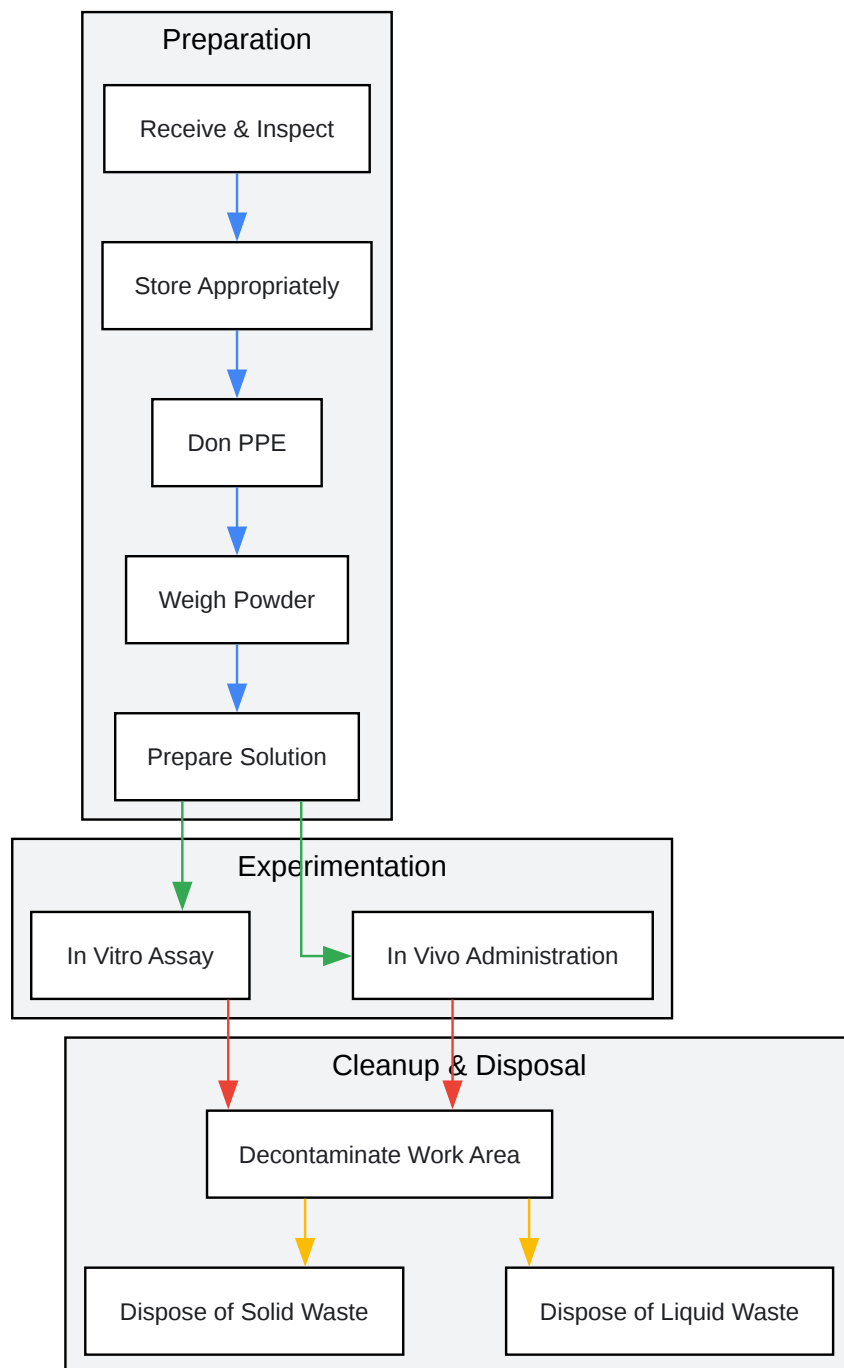 Preparation
Receive & Inspect
Store Appropriately
Don PPE
Weigh Powder
Prepare Solution
Experimentation
In Vitro Assay
In Vivo Administration
Cleanup & Disposal
Decontaminate Work Area
Dispose of Solid Waste
Dispose of Liquid Waste